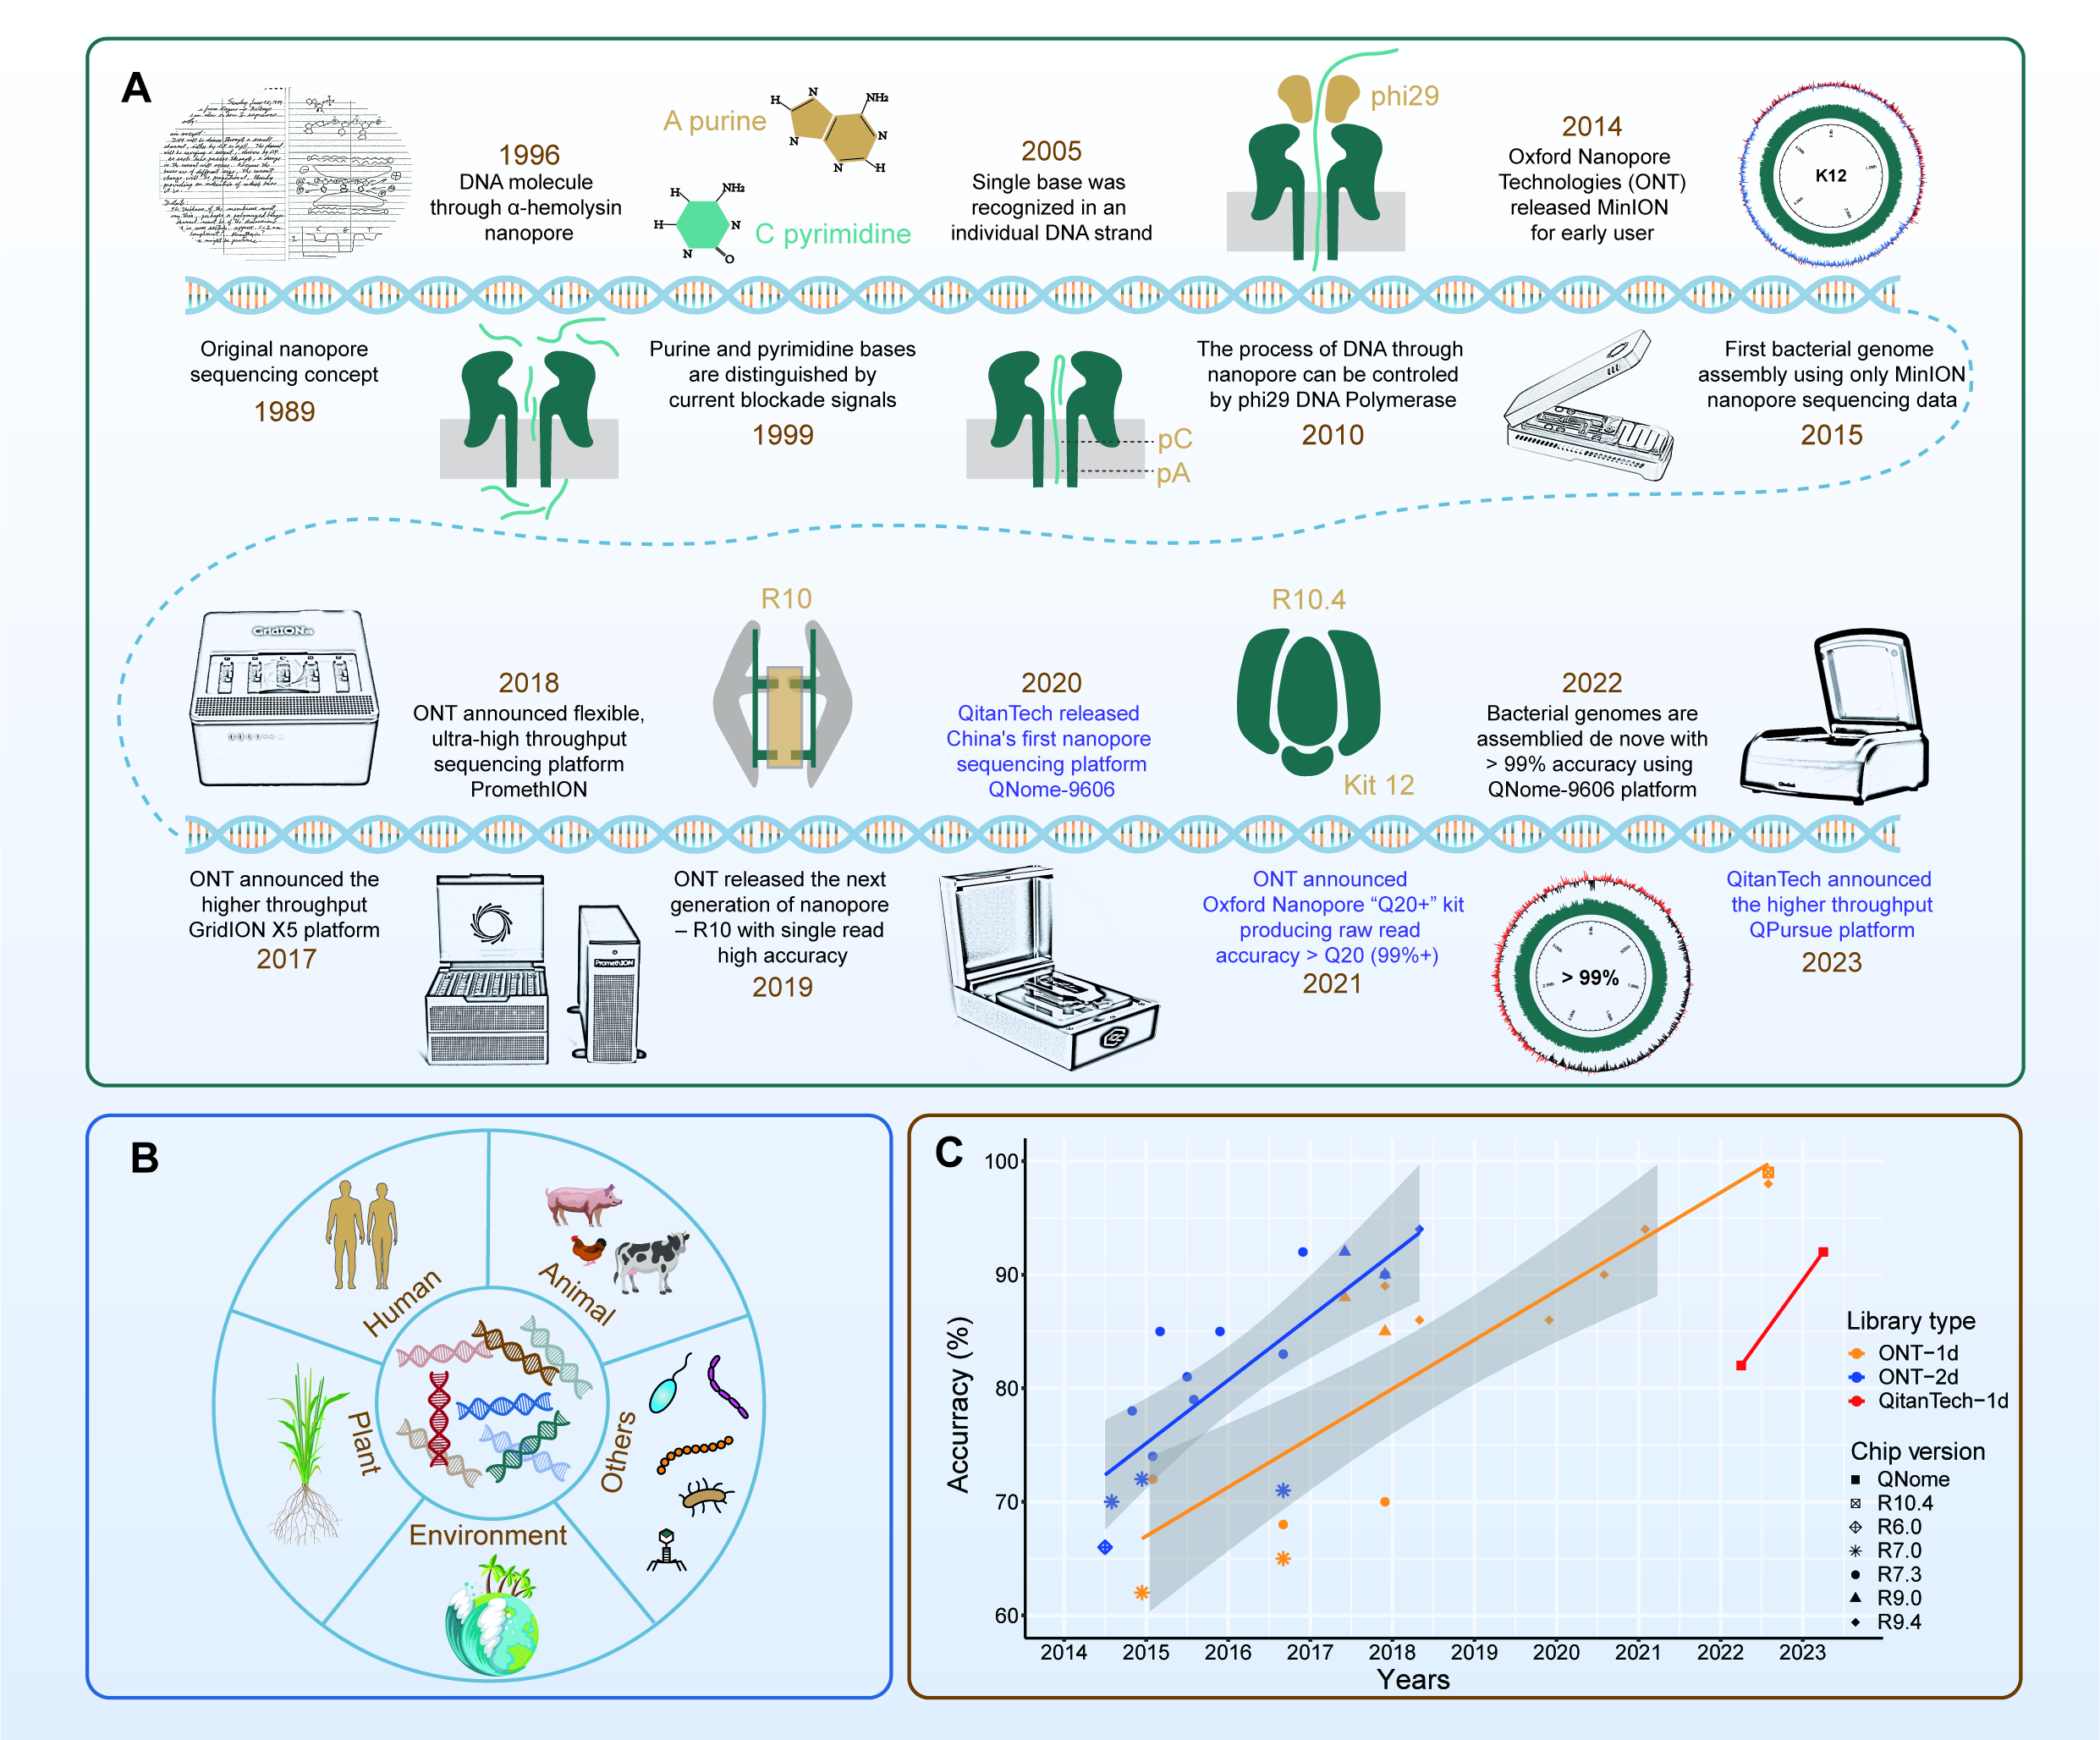 A
1996
DNA molecule
through α-hemolysin
nanopore
A purine
H
N
NH₂
N
N
N
H
C pyrimidine
H
NH₂
H
N
N
O
2005
Single base was
recognized in an
individual DNA strand
phi29
2014
Oxford Nanopore
Technologies (ONT)
released MinION
for early user
K12
Original nanopore
sequencing concept
1989
Purine and pyrimidine bases
are distinguished by
current blockade signals
1999
pC
pA
The process of DNA through
nanopore can be controled
by phi29 DNA Polymerase
2010
First bacterial genome
assembly using only MinION
nanopore sequencing data
2015
GridION
2018
ONT announced flexible,
ultra-high throughput
sequencing platform
PromethION
R10
2020
QitanTech released
China's first nanopore
sequencing platform
QNome-9606
R10.4
Kit 12
2022
Bacterial genomes are
assemblied de nove with
> 99% accuracy using
QNome-9606 platform
ONT announced the
higher throughput
GridION X5 platform
2017
PromethION
ONT released the next
generation of nanopore
– R10 with single read
high accuracy
2019
ONT announced
Oxford Nanopore “Q20+” kit
producing raw read
accuracy > Q20 (99%+)
2021
> 99%
QitanTech announced
the higher throughput
QPursue platform
2023
B
Human
Animal
Plant
Others
Environment
C
Accurracy (%)
100
90
80
70
60
2014 2015 2016 2017 2018 2019 2020 2021 2022 2023
Years
Library type
ONT−1d
ONT−2d
QitanTech−1d
Chip version
QNome
R10.4
R6.0
R7.0
R7.3
R9.0
R9.4